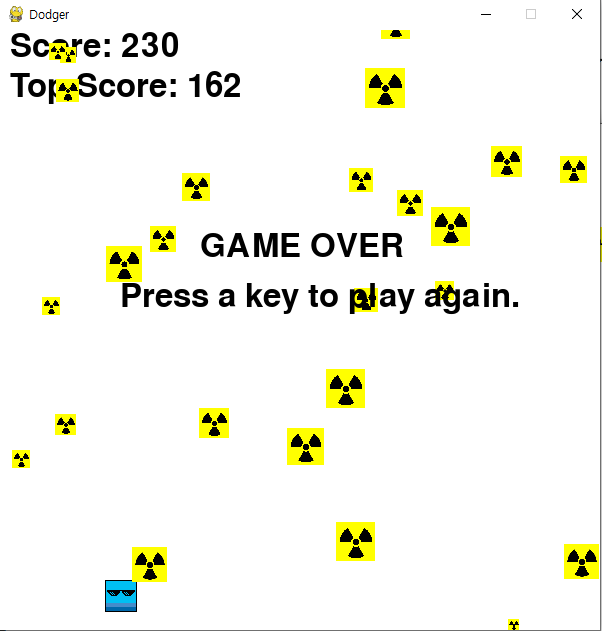 Dodger
Score: 230
Top Score: 162
GAME OVER
Press a key to play again.